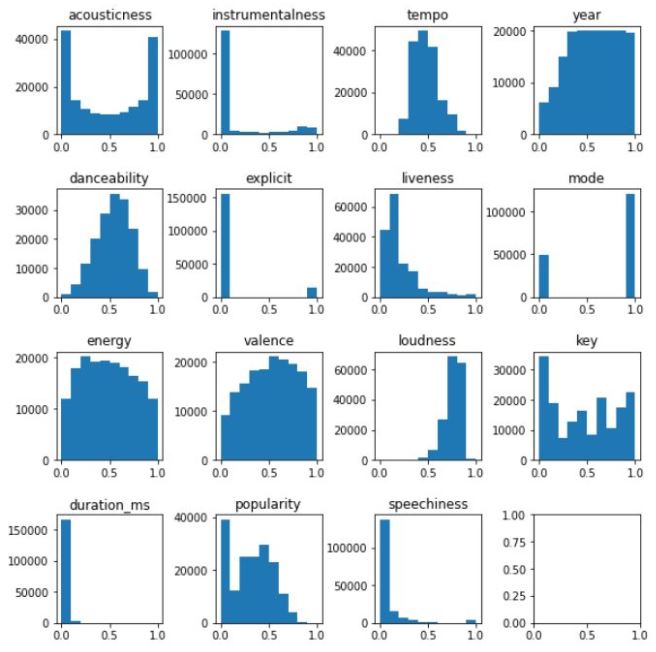 acousticness instrumentalness tempo year
40000 20000 0 0.0 0.5 1.0
100000 50000 0 0.0 0.5 1.0
40000 20000 0 0.0 0.5 1.0
20000 10000 0 0.0 0.5 1.0
danceability explicit liveness mode
30000 20000 10000 0 0.0 0.5 1.0
150000 100000 50000 0 0.0 0.5 1.0
60000 40000 20000 0 0.0 0.5 1.0
100000 50000 0 0.0 0.5 1.0
energy valence loudness key
20000 10000 0 0.0 0.5 1.0
20000 10000 0 0.0 0.5 1.0
60000 40000 20000 0 0.0 0.5 1.0
30000 20000 10000 0 0.0 0.5 1.0
duration_ms popularity speechiness
150000 100000 50000 0 0.0 0.5 1.0
40000 20000 0 0.0 0.5 1.0
100000 50000 0 0.0 0.5 1.0
1.00 0.75 0.50 0.25 0.00 0.0 0.5 1.0